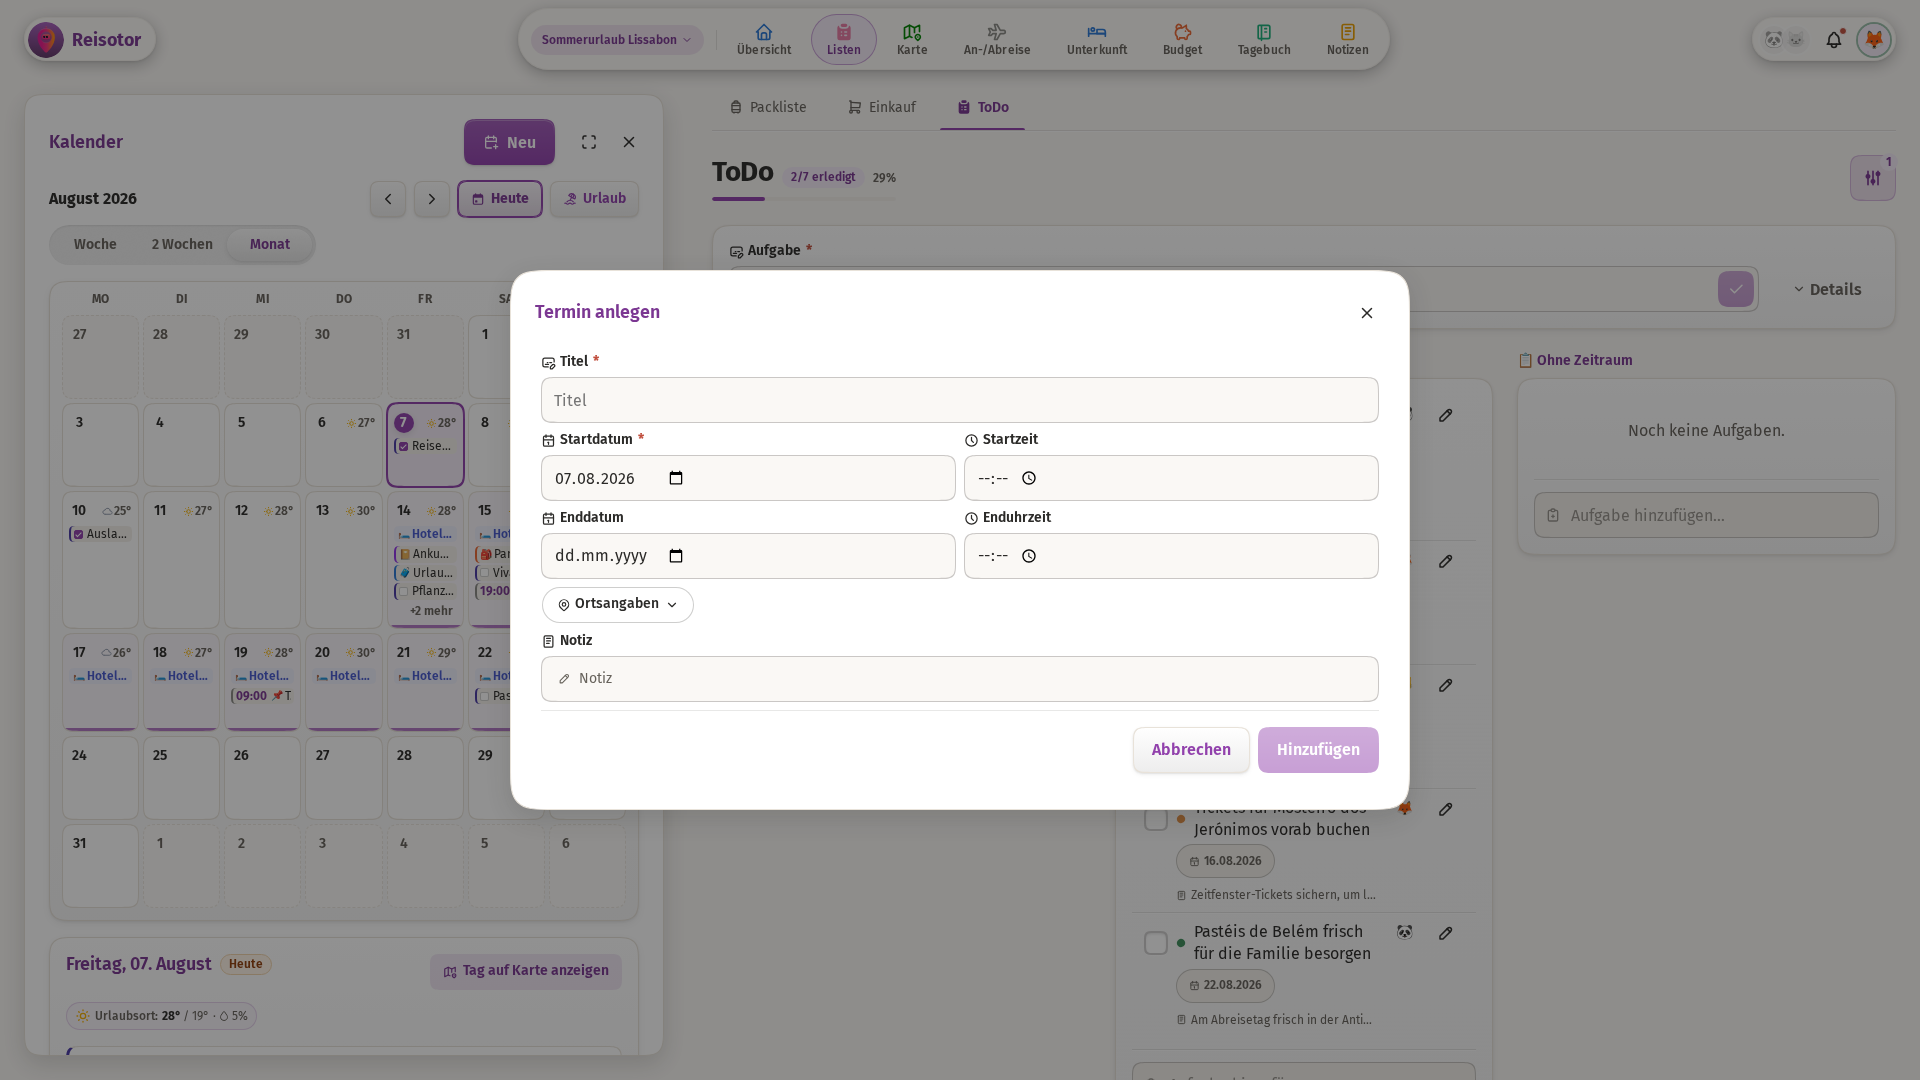 Reisotor
Sommerurlaub Lissabon
Übersicht
Listen
Karte
An-/Abreise
Unterkunft
Budget
Tagebuch
Notizen
Kalender
Neu
August 2026
Heute
Urlaub
Woche
2 Wochen
Monat
MO DI MI DO FR
27 28 29 30 31 1
3 4 5 6 27° 7 28° 8
Reise...
10 25° 11 27° 12 28° 13 30° 14 28° 15
Ausla... Hotel...
Anku...
Urlau...
Pflanz... 19:00
+2 mehr
17 26° 18 27° 19 28° 20 30° 21 29° 22
Hotel... Hotel... Hotel... Hotel... Hotel...
09:00
24 25 26 27 28 29
31 1 2 3 4 5 6
Freitag, 07. August
Heute
Tag auf Karte anzeigen
Urlaubsort: 28° / 19° · 5%
Packliste
Einkauf
ToDo
ToDo
2/7 erledigt
29%
1
Aufgabe *
Details
Ohne Zeitraum
Noch keine Aufgaben.
Aufgabe hinzufügen...
Termin anlegen
Titel *
Titel
Startdatum *
Startzeit
07.08.2026
--:--
Enddatum
Enduhrzeit
dd.mm.yyyy
--:--
Ortsangaben
Notiz
Notiz
Abbrechen
Hinzufügen
Tickets für Mosteiro dos
Jerónimos vorab buchen
16.08.2026
Zeitfenster-Tickets sichern, um l...
Pastéis de Belém frisch
für die Familie besorgen
22.08.2026
Am Abreisetag frisch in der Anti...